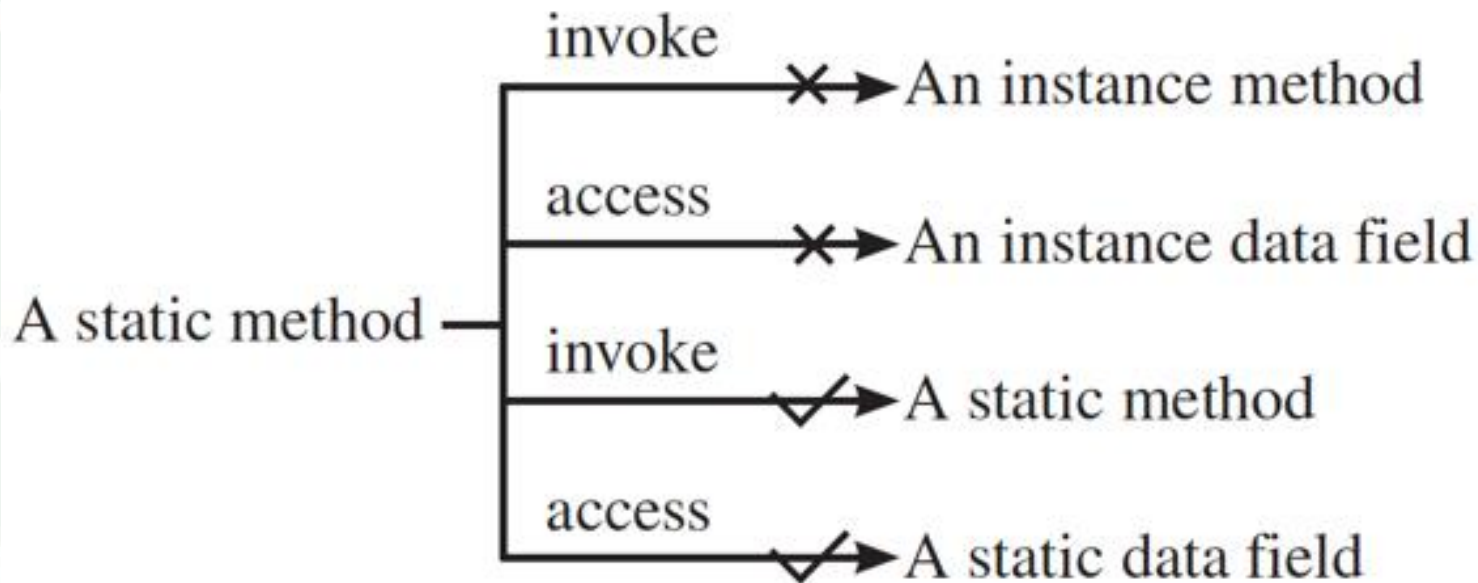 invoke
An instance method
access
An instance data field
A static method
invoke
A static method
access
A static data field